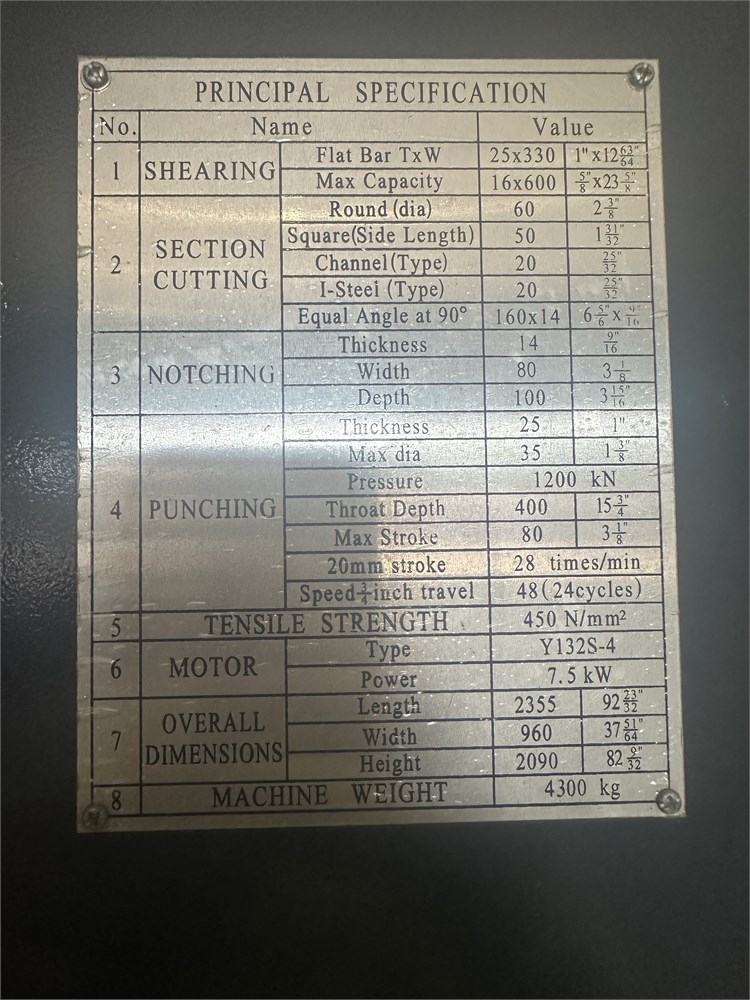 PRINCIPAL SPECIFICATION
No. Name Value
1 SHEARING Flat Bar TxW 25x330 1"x12 63/64"
Max Capacity 16x600 5/8"x23 5/8"
2 SECTION CUTTING Round (dia) 60 2 3/8"
Square(Side Length) 50 1 31/32"
Channel(Type) 20 25/32"
I-Steel (Type) 20 25/32"
Equal Angle at 90° 160x14 6 5/6"x 9/16"
3 NOTCHING Thickness 14 9/16"
Width 80 3 1/8"
Depth 100 3 15/16"
4 PUNCHING Thickness 25 1"
Max dia 35 1 3/8"
Pressure 1200 kN
Throat Depth 400 15 3/4"
Max Stroke 80 3 1/8"
20mm stroke 28 times/min
Speed 3/4 inch travel 48(24cycles)
5 TENSILE STRENGTH 450 N/mm²
6 MOTOR Type Y132S-4
Power 7.5 kW
7 OVERALL DIMENSIONS Length 2355 92 23/32"
Width 960 37 51/64"
Height 2090 82 9/32"
8 MACHINE WEIGHT 4300 kg